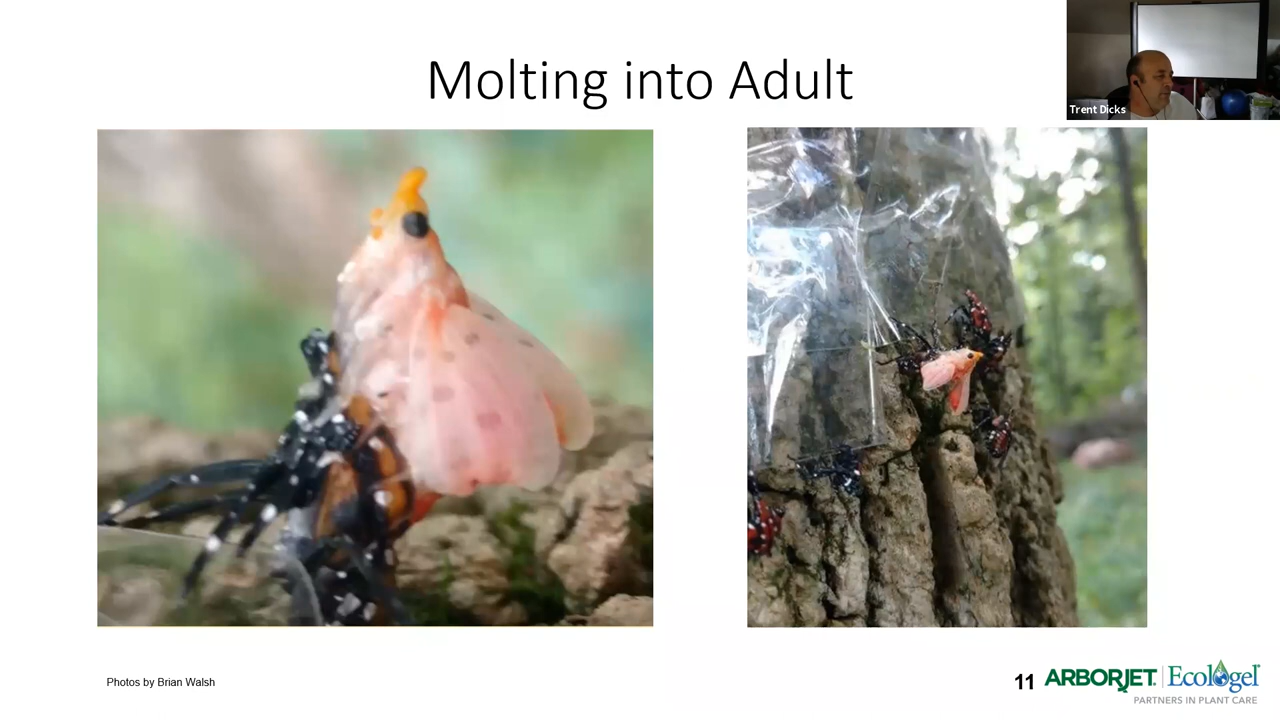 Molting into Adult
Trent Dicks
Photos by Brian Walsh
11
ARBORJET Ecologel
PARTNERS IN PLANT CARE